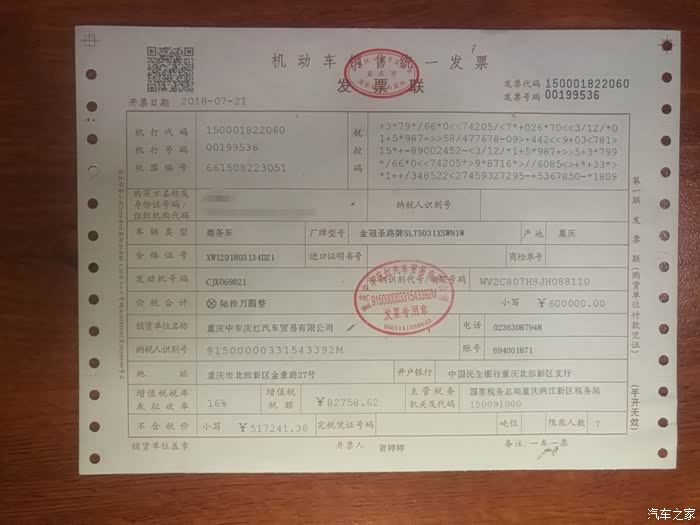 机动车销售统一发票
发票联
发票代码 150001822060
发票号码 00199536
开票日期 2018-07-21
机打代码 150001822060
机打号码 00199536
机器编号 661508223051
税控码
+3*79*/66*0<<74205/<7*+026*70<<3/12/*0
1+5*987+>>58/477678-09>+442<<9+03<781>
15*+-89002452-<3/12/*1+5*987+>>5+3*799
*/66*0<<74205*>9*8716*>//6085<>+*+33*>
*1++/348522<27459327295-+5367850-*1809
购买方名称及身份证号码/组织机构代码
纳税人识别号
车辆类型 商务车 厂牌型号 金冠圣路牌SLT5031XSWN1W 产地 重庆
合格证号 XW1291803134DZ1 进口证明书号 商检单号
发动机号码 CJX069821 车辆识别代号/车架号码 WV2C807H8JH088110
价税合计 ⊗陆拾万圆整 小写 ¥600000.00
销货单位名称 重庆中车庆红汽车贸易有限公司 电话 02363087948
纳税人识别号 91500000331543392M 账号 694001871
地址 重庆市北部新区金童路27号 开户银行 中国民生银行重庆北部新区支行
增值税税率或征收率 16% 增值税税额 ¥82758.62 主管税务机关及代码 国家税务总局重庆两江新区税务局
150091000
不含税价 小写 ¥517241.38 完税凭证号码 吨位 限乘人数 7
销货单位盖章 开票人 备注:一车一票
第一联 发票联(购货单位付款凭证)
(手开无效)
91500000331543392M
发票专用章
汽车之家